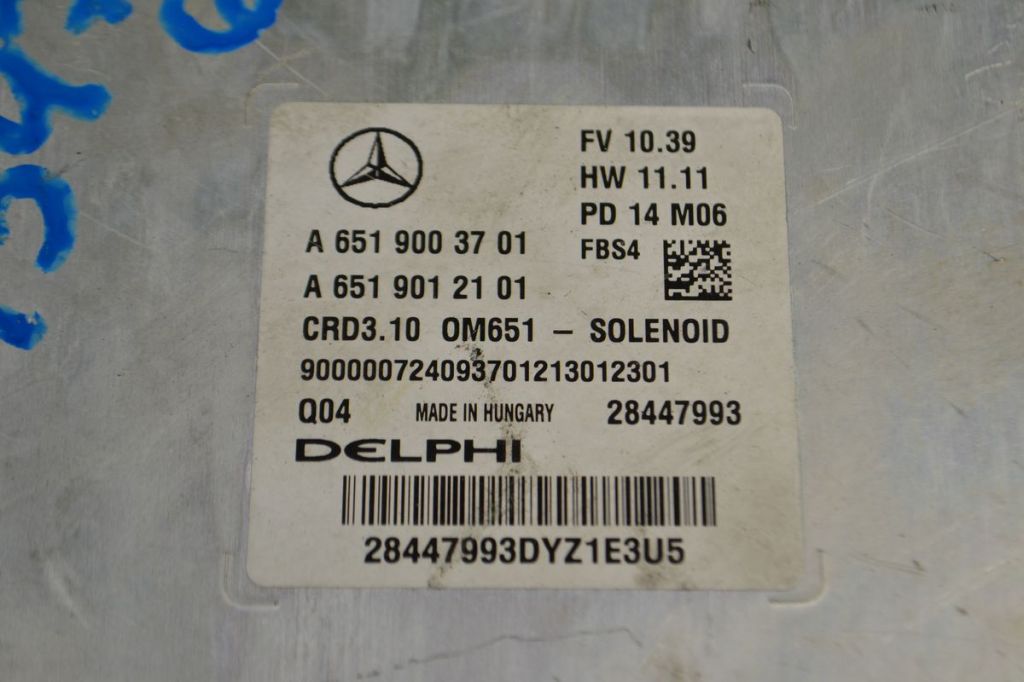 FV 10.39
HW 11.11
PD 14 M06
A 651 900 37 01
FBS4
A 651 901 21 01
CRD3.10 OM651 – SOLENOID
900000724093701213012301
Q04 MADE IN HUNGARY 28447993
DELPHI
28447993DYZ1E3U5